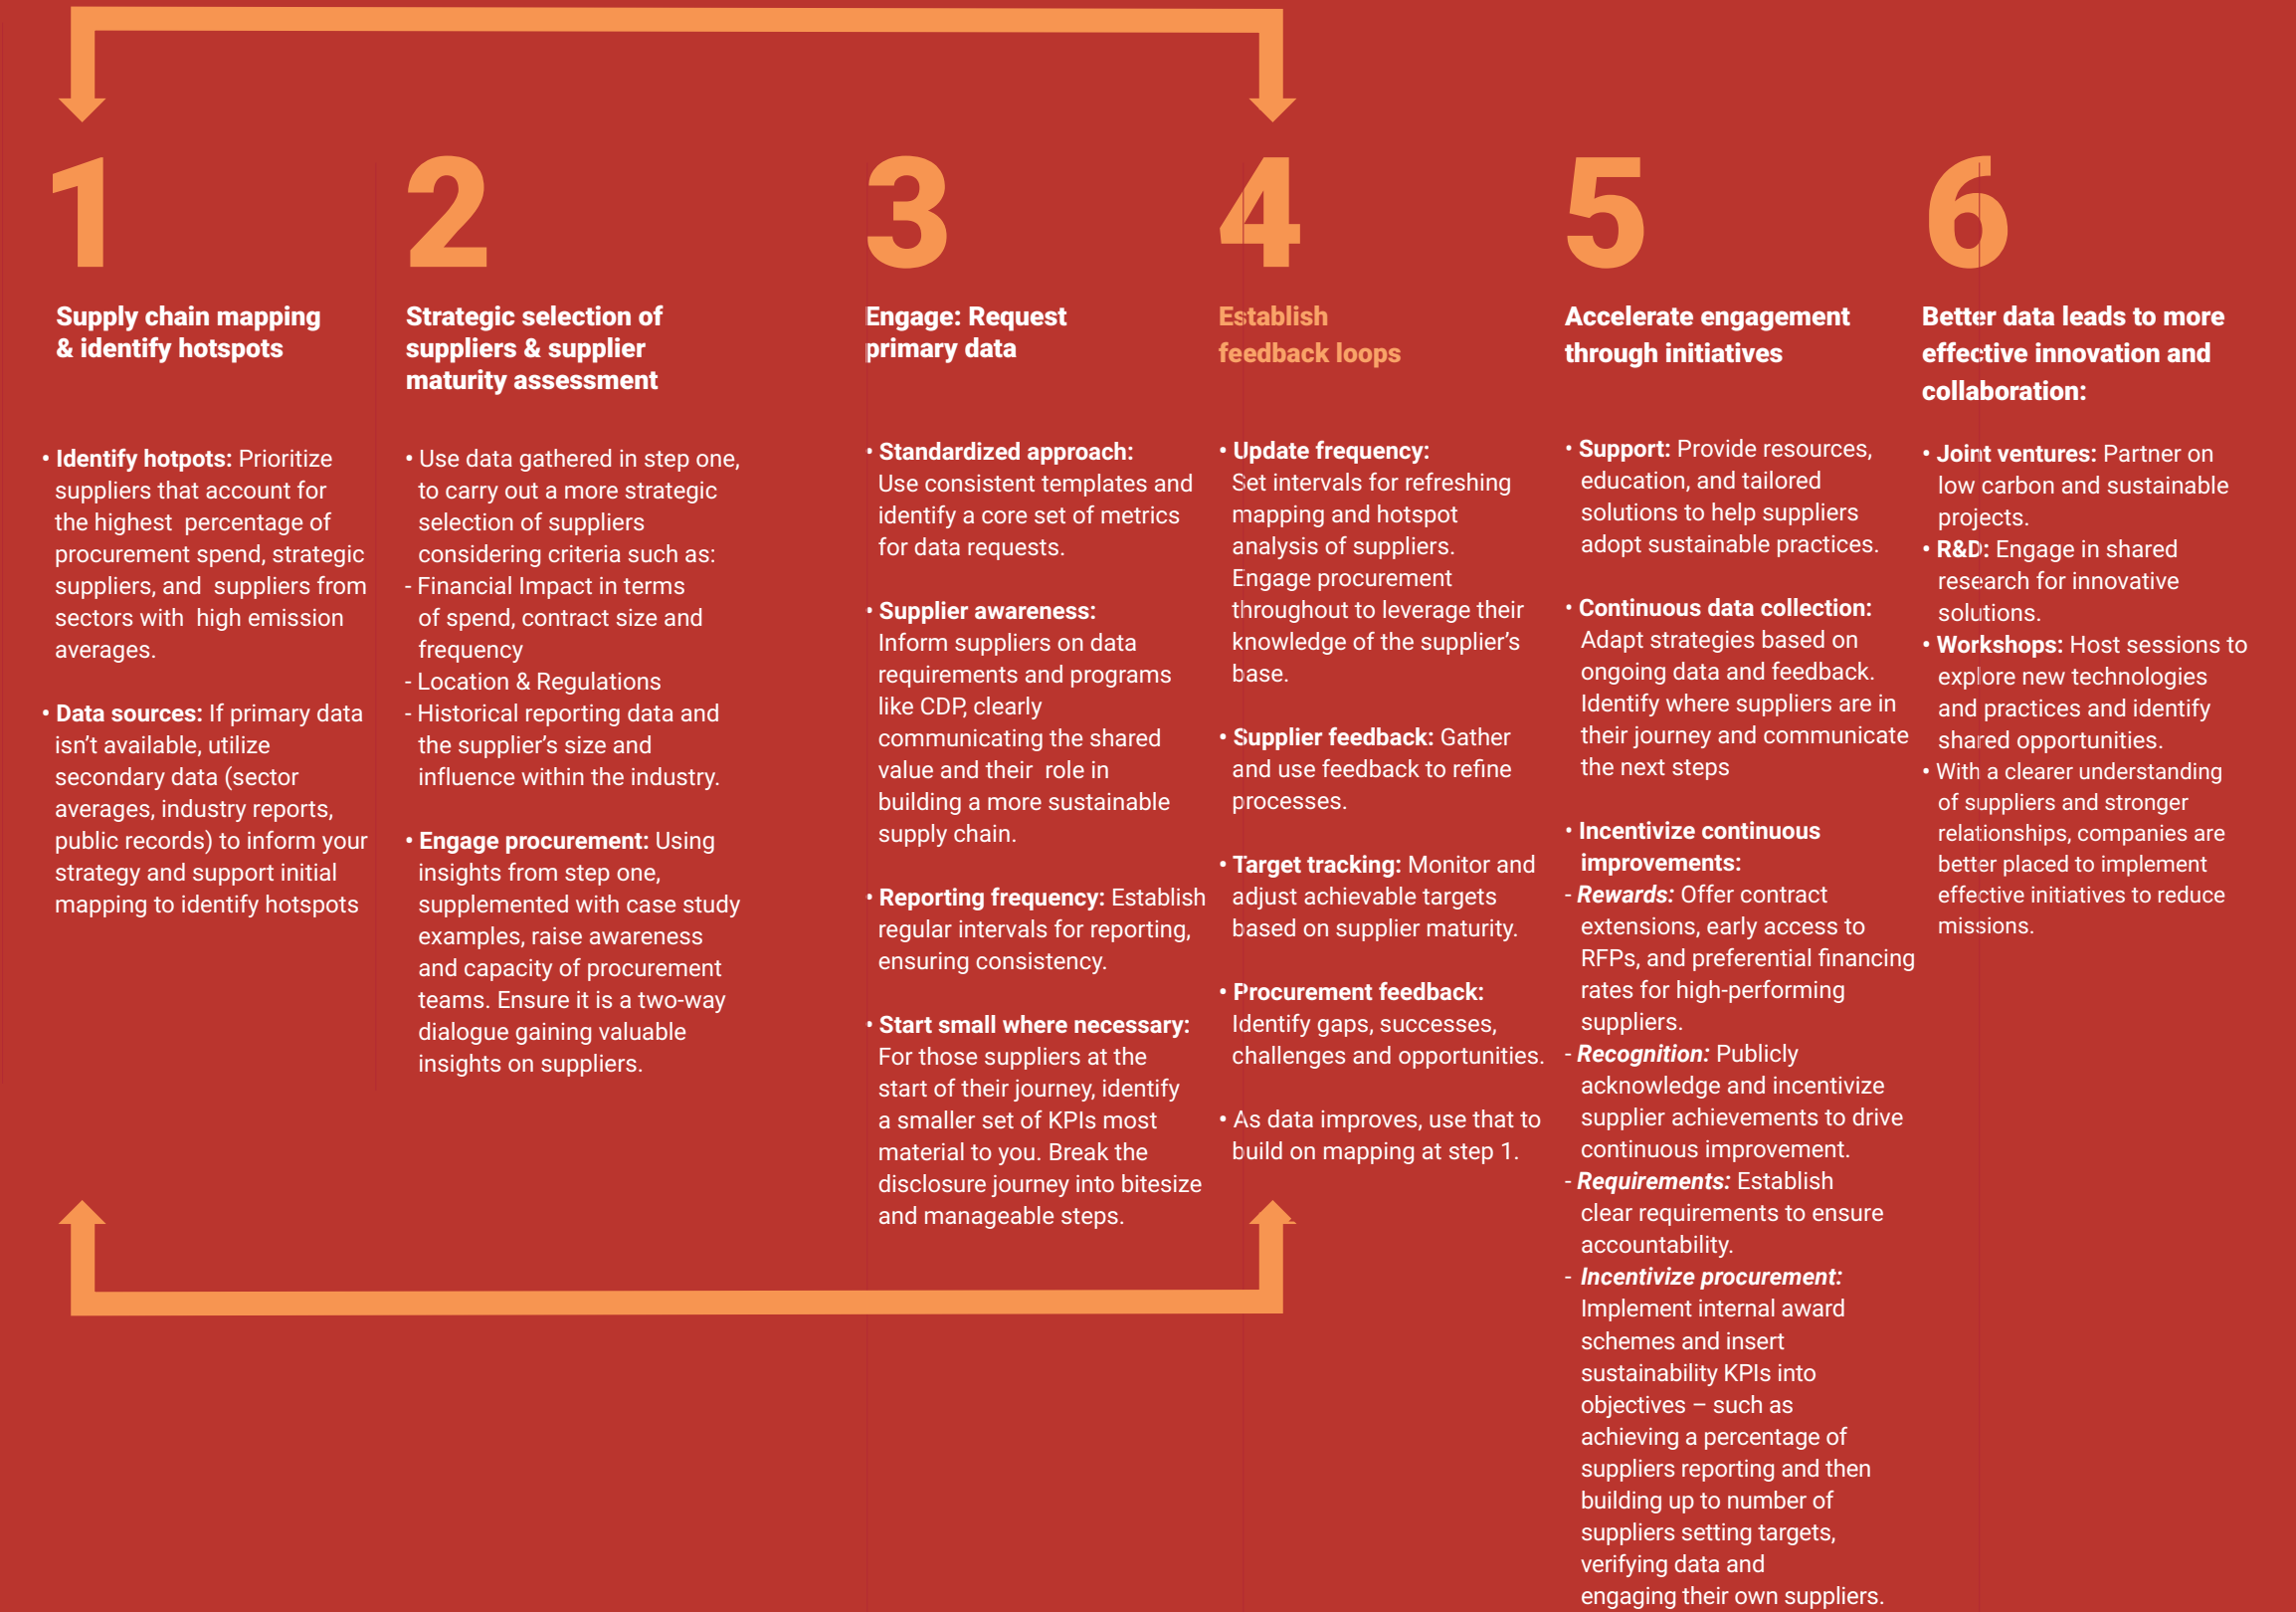 1
Supply chain mapping
& identify hotspots
• Identify hotpots: Prioritize
suppliers that account for
the highest  percentage of
procurement spend, strategic
suppliers, and  suppliers from
sectors with  high emission
averages.
• Data sources: If primary data
isn’t available, utilize
secondary data (sector
averages, industry reports,
public records) to inform your
strategy and support initial
mapping to identify hotspots
2
Strategic selection of
suppliers & supplier
maturity assessment
• Use data gathered in step one,
to carry out a more strategic
selection of suppliers
considering criteria such as:
- Financial Impact in terms
of spend, contract size and
frequency
- Location & Regulations
- Historical reporting data and
the supplier’s size and
influence within the industry.
• Engage procurement: Using
insights from step one,
supplemented with case study
examples, raise awareness
and capacity of procurement
teams. Ensure it is a two-way
dialogue gaining valuable
insights on suppliers.
3
Engage: Request
primary data
• Standardized approach:
Use consistent templates and
identify a core set of metrics
for data requests.
• Supplier awareness:
Inform suppliers on data
requirements and programs
like CDP, clearly
communicating the shared
value and their  role in
building a more sustainable
supply chain.
• Reporting frequency: Establish
regular intervals for reporting,
ensuring consistency.
• Start small where necessary:
For those suppliers at the
start of their journey, identify
a smaller set of KPIs most
material to you. Break the
disclosure journey into bitesize
and manageable steps.
4
Establish
feedback loops
• Update frequency:
Set intervals for refreshing
mapping and hotspot
analysis of suppliers.
Engage procurement
throughout to leverage their
knowledge of the supplier’s
base.
• Supplier feedback: Gather
and use feedback to refine
processes.
• Target tracking: Monitor and
adjust achievable targets
based on supplier maturity.
• Procurement feedback:
Identify gaps, successes,
challenges and opportunities.
• As data improves, use that to
build on mapping at step 1.
5
Accelerate engagement
through initiatives
• Support: Provide resources,
education, and tailored
solutions to help suppliers
adopt sustainable practices.
• Continuous data collection:
Adapt strategies based on
ongoing data and feedback.
Identify where suppliers are in
their journey and communicate
the next steps
• Incentivize continuous
improvements:
- Rewards: Offer contract
extensions, early access to
RFPs, and preferential financing
rates for high-performing
suppliers.
- Recognition: Publicly
acknowledge and incentivize
supplier achievements to drive
continuous improvement.
- Requirements: Establish
clear requirements to ensure
accountability.
- Incentivize procurement:
Implement internal award
schemes and insert
sustainability KPIs into
objectives – such as
achieving a percentage of
suppliers reporting and then
building up to number of
suppliers setting targets,
verifying data and
engaging their own suppliers.
6
Better data leads to more
effective innovation and
collaboration:
• Joint ventures: Partner on
low carbon and sustainable
projects.
• R&D: Engage in shared
research for innovative
solutions.
• Workshops: Host sessions to
explore new technologies
and practices and identify
shared opportunities.
• With a clearer understanding
of suppliers and stronger
relationships, companies are
better placed to implement
effective initiatives to reduce
missions.